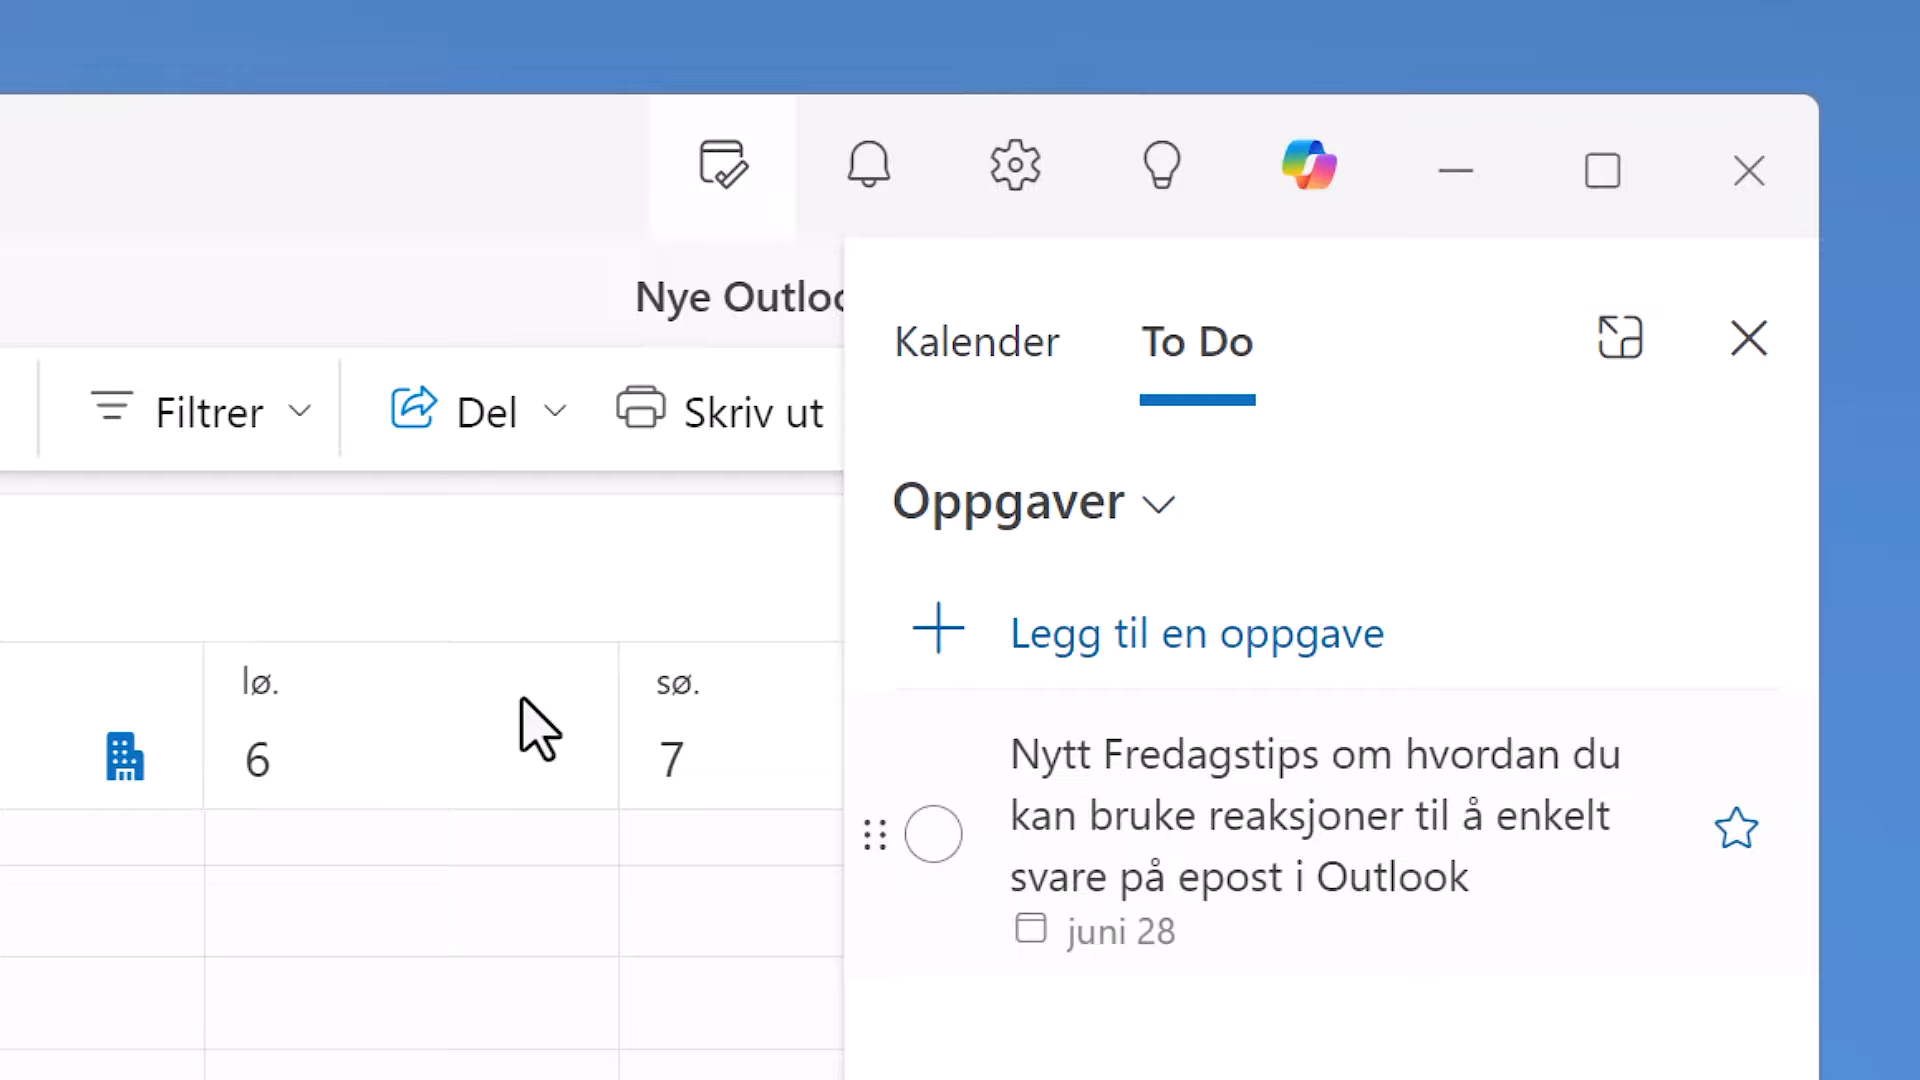 Nye Outloo
Kalender
To Do
Filtrer
Del
Skriv ut
Oppgaver
Legg til en oppgave
lø.
sø.
6
7
Nytt Fredagstips om hvordan du
kan bruke reaksjoner til å enkelt
svare på epost i Outlook
juni 28